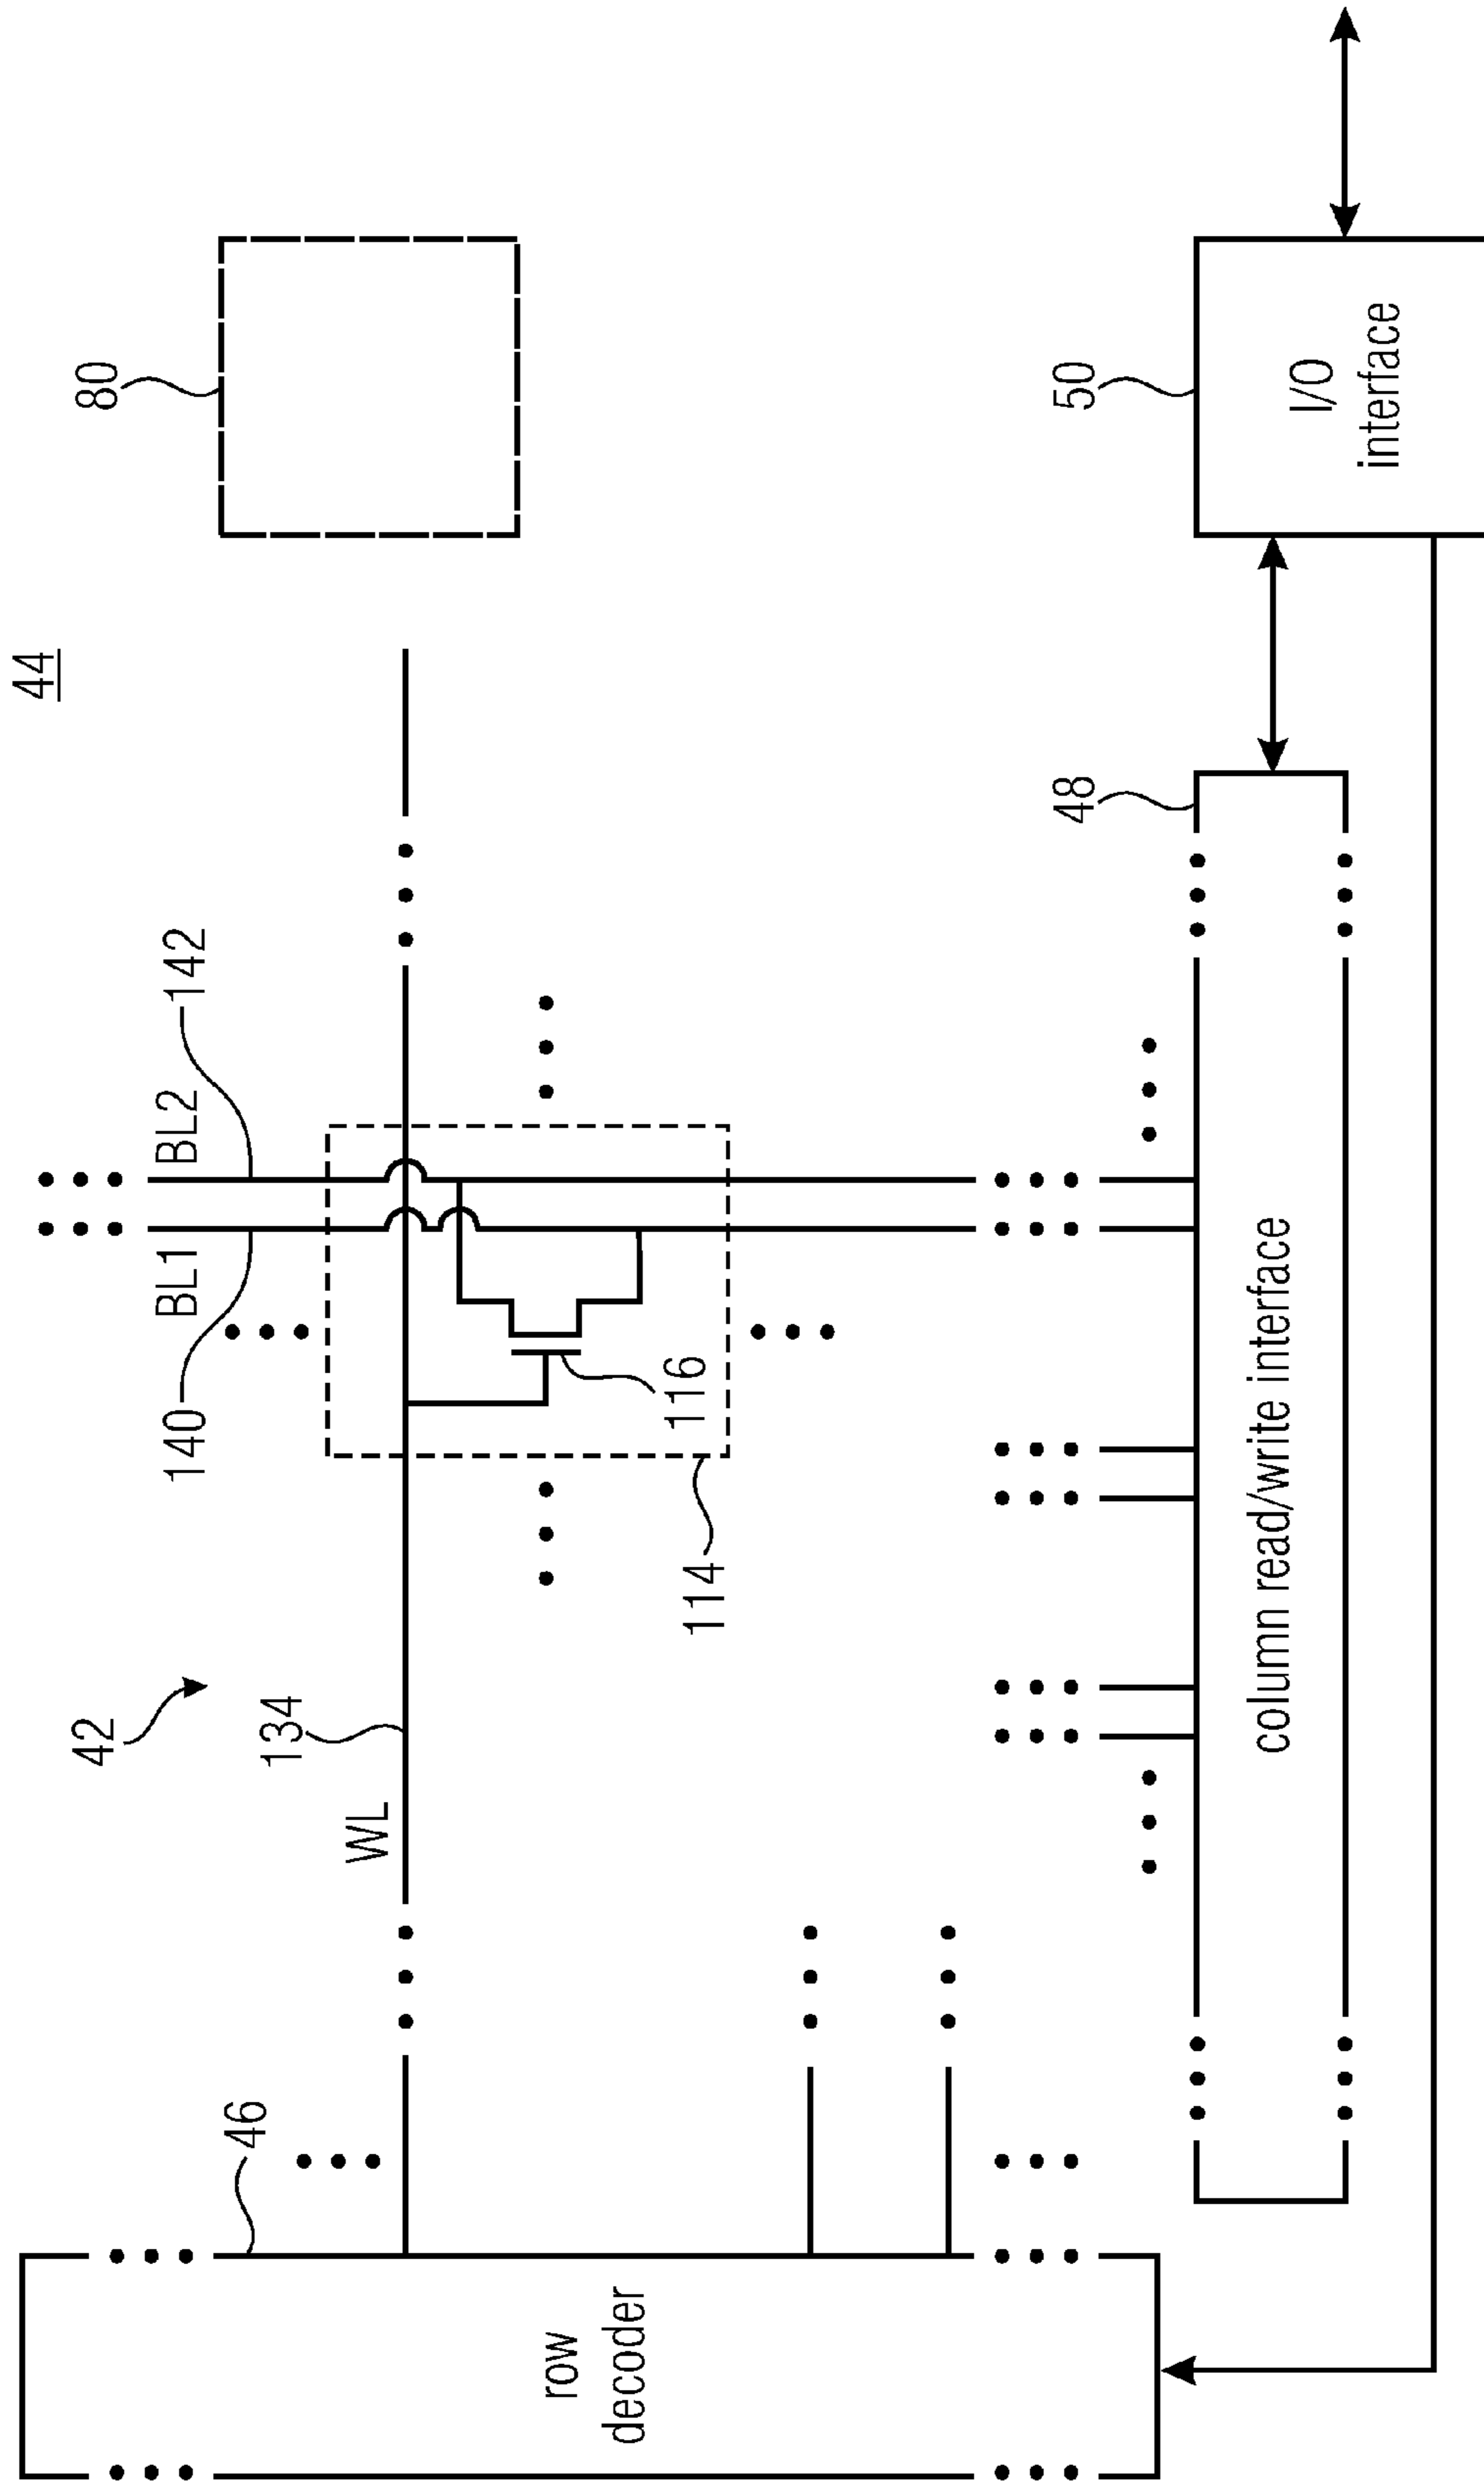 44
42
140
BL1
BL2
142
80
46
WL
134
116
114
row
decoder
48
column read/write interface
50
I/O
interface